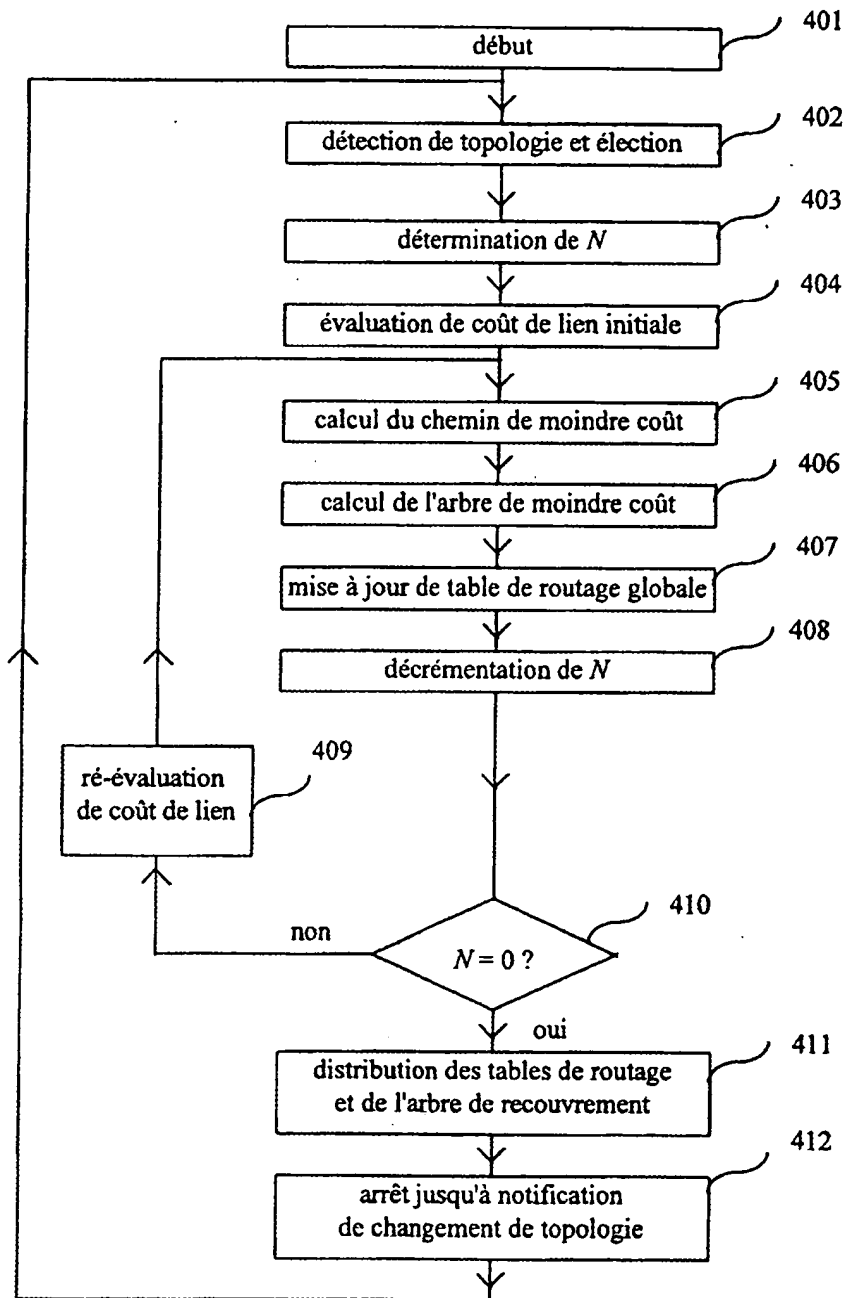 401
début
402
détection de topologie et élection
403
détermination de N
404
évaluation de coût de lien initiale
405
calcul du chemin de moindre coût
406
calcul de l'arbre de moindre coût
407
mise à jour de table de routage globale
408
décrémentation de N
409
ré-évaluation
de coût de lien
410
non
N = 0 ?
oui
411
distribution des tables de routage
et de l'arbre de recouvrement
412
arrêt jusqu'à notification
de changement de topologie